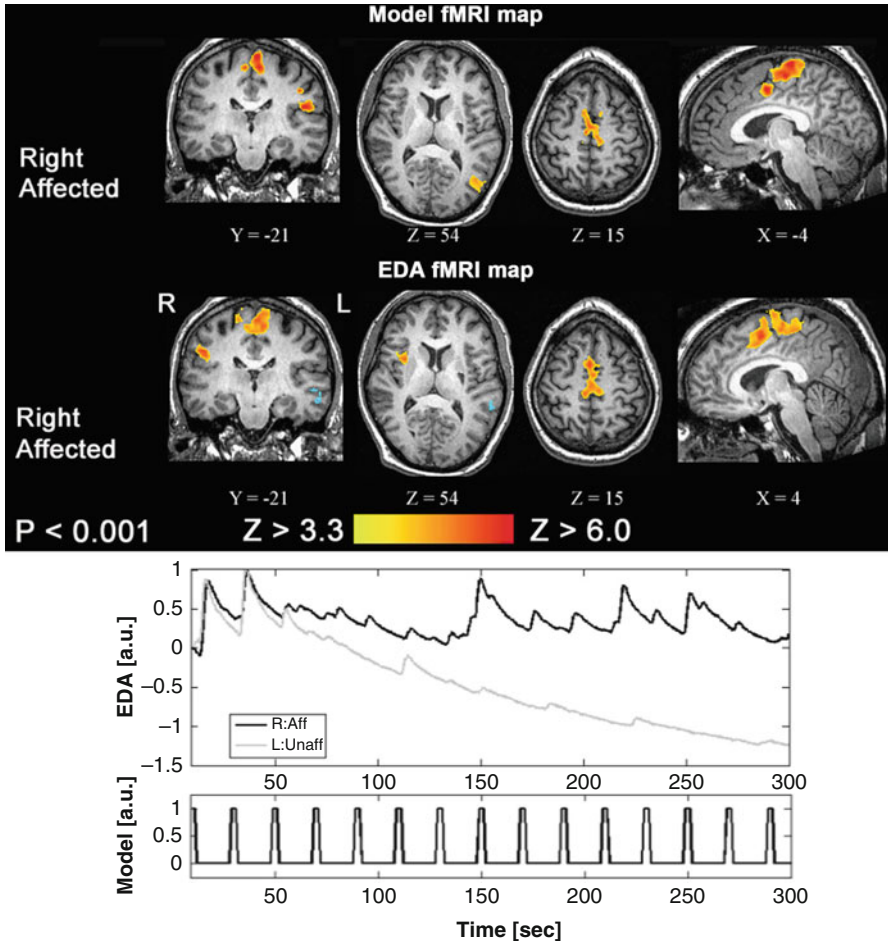 Model fMRI map
Right
Affected
Y = -21 Z = 54 Z = 15 X = -4
EDA fMRI map
R L
Right
Affected
Y = -21 Z = 54 Z = 15 X = 4
P < 0.001 Z > 3.3 Z > 6.0
EDA [a.u.]
1
0.5
0
−0.5
−1
−1.5
R:Aff
L:Unaff
50 100 150 200 250 300
Model [a.u.]
1
0.5
0
50 100 150 200 250 300
Time [sec]